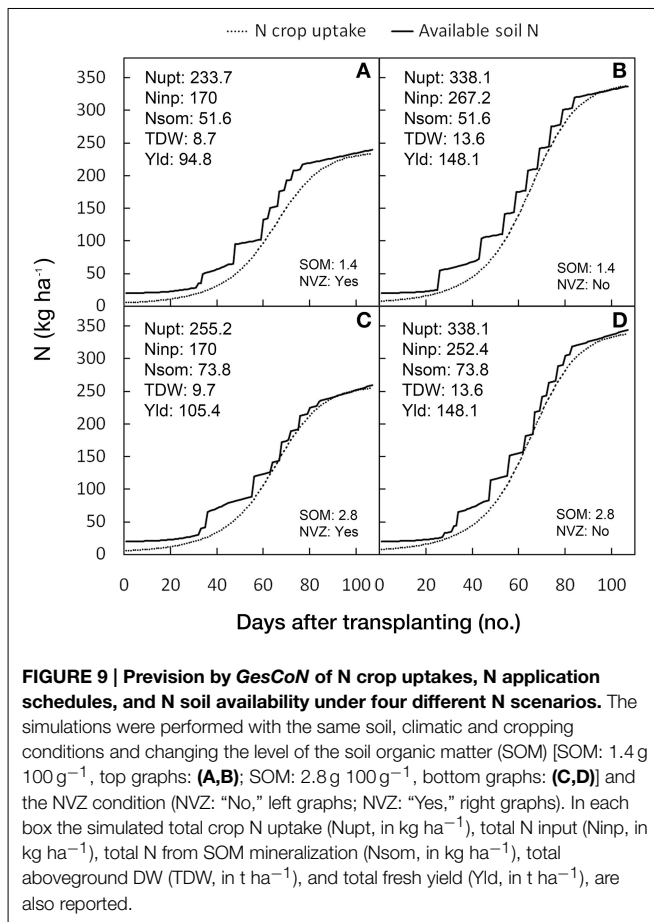 N crop uptake Available soil N
N (kg ha⁻¹)
350
300
250
200
150
100
50
0
A
Nupt: 233.7
Ninp: 170
Nsom: 51.6
TDW: 8.7
Yld: 94.8
SOM: 1.4
NVZ: Yes
B
Nupt: 338.1
Ninp: 267.2
Nsom: 51.6
TDW: 13.6
Yld: 148.1
SOM: 1.4
NVZ: No
350
300
250
200
150
100
50
0
C
Nupt: 255.2
Ninp: 170
Nsom: 73.8
TDW: 9.7
Yld: 105.4
SOM: 2.8
NVZ: Yes
D
Nupt: 338.1
Ninp: 252.4
Nsom: 73.8
TDW: 13.6
Yld: 148.1
SOM: 2.8
NVZ: No
0 20 40 60 80 100 0 20 40 60 80 100
Days after transplanting (no.)
FIGURE 9 | Prevision by GesCoN of N crop uptakes, N application
schedules, and N soil availability under four different N scenarios. The
simulations were performed with the same soil, climatic and cropping
conditions and changing the level of the soil organic matter (SOM) [SOM: 1.4 g
100 g−1, top graphs: (A,B); SOM: 2.8 g 100 g−1, bottom graphs: (C,D)] and
the NVZ condition (NVZ: “No,” left graphs; NVZ: “Yes,” right graphs). In each
box the simulated total crop N uptake (Nupt, in kg ha−1), total N input (Ninp, in
kg ha−1), total N from SOM mineralization (Nsom, in kg ha−1), total
aboveground DW (TDW, in t ha−1), and total fresh yield (Yld, in t ha−1), are
also reported.